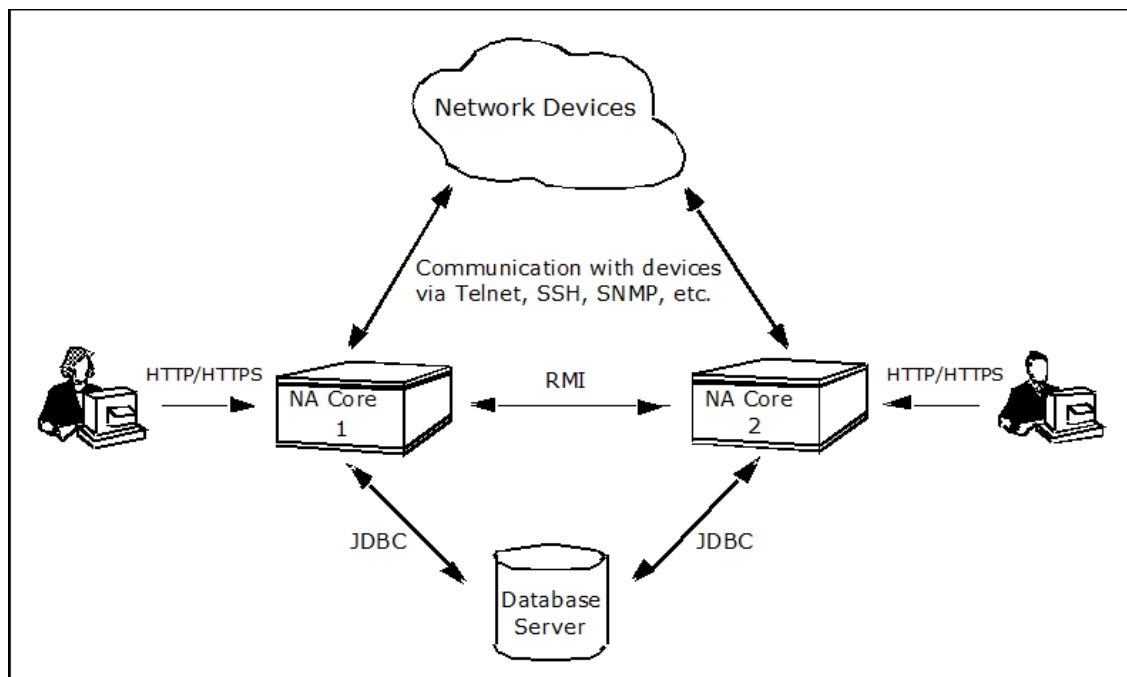 Network Devices
Communication with devices
via Telnet, SSH, SNMP, etc.
HTTP/HTTPS
NA Core
1
RMI
NA Core
2
HTTP/HTTPS
JDBC
JDBC
Database
Server